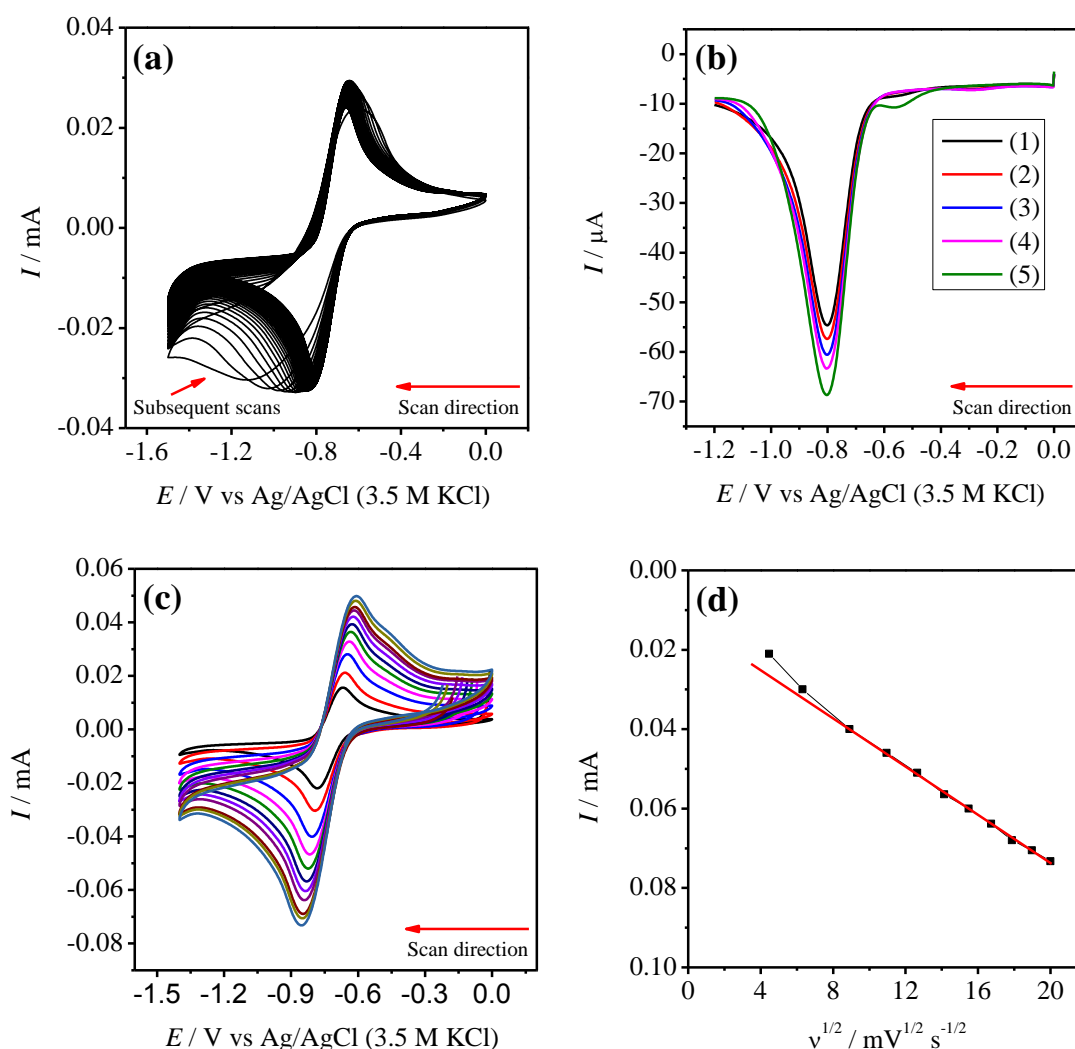 (a)
0.04
0.02
0.00
-0.02
-0.04
I / mA
Subsequent scans
Scan direction
-1.6 -1.2 -0.8 -0.4 0.0
E / V vs Ag/AgCl (3.5 M KCl)
(b)
0
-10
-20
-30
-40
-50
-60
-70
I / µA
(1)
(2)
(3)
(4)
(5)
Scan direction
-1.2 -1.0 -0.8 -0.6 -0.4 -0.2 0.0
E / V vs Ag/AgCl (3.5 M KCl)
(c)
0.06
0.04
0.02
0.00
-0.02
-0.04
-0.06
-0.08
I / mA
Scan direction
-1.5 -1.2 -0.9 -0.6 -0.3 0.0
E / V vs Ag/AgCl (3.5 M KCl)
(d)
0.00
0.02
0.04
0.06
0.08
0.10
I / mA
0 4 8 12 16 20
ν1/2 / mV1/2 s-1/2